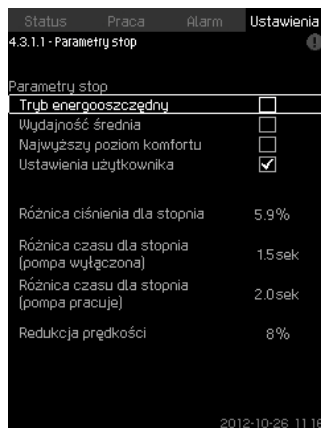 Status Praca Alarm Ustawienia
4.3.1.1 - Parametry stop
Parametry stop
Tryb energooszczędny
Wydajność średnia
Najwyższy poziom komfortu
Ustawienia użytkownika
Różnica ciśnienia dla stopnia 5.9%
Różnica czasu dla stopnia
(pompa wyłączona) 1.5sek
Różnica czasu dla stopnia
(pompa pracuje) 2.0sek
Redukcja prędkości 8%
2012-10-26 11:16